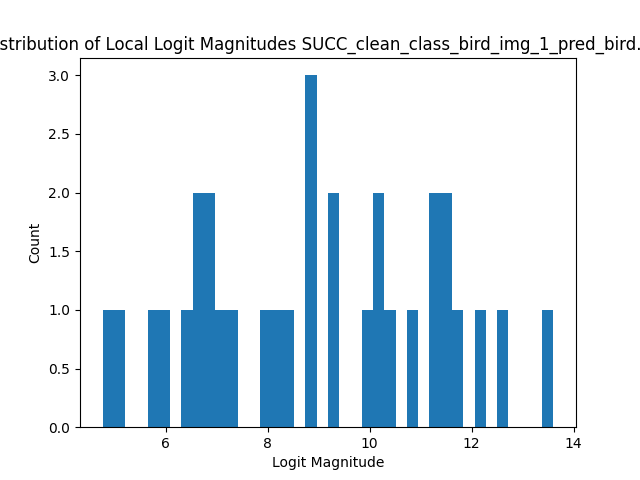 stribution of Local Logit Magnitudes SUCC_clean_class_bird_img_1_pred_bird.
3.0
2.5
2.0
1.5
1.0
0.5
0.0
Count
6 8 10 12 14
Logit Magnitude